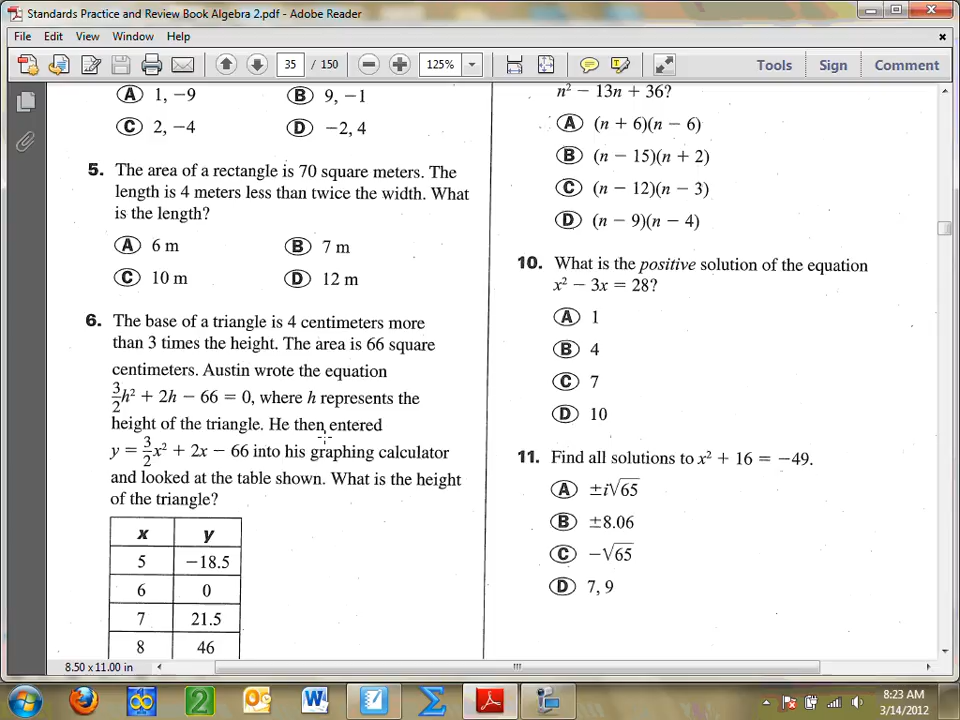 Standards Practice and Review Book Algebra 2.pdf - Adobe Reader
File Edit View Window Help
35 / 150 125% Tools Sign Comment
A 1, −9 B 9, −1
C 2, −4 D −2, 4
5. The area of a rectangle is 70 square meters. The
length is 4 meters less than twice the width. What
is the length?
A 6 m B 7 m
C 10 m D 12 m
6. The base of a triangle is 4 centimeters more
than 3 times the height. The area is 66 square
centimeters. Austin wrote the equation
3/2h² + 2h − 66 = 0, where h represents the
height of the triangle. He then entered
y = 3/2x² + 2x − 66 into his graphing calculator
and looked at the table shown. What is the height
of the triangle?
x y
5 −18.5
6 0
7 21.5
8 46
n² − 13n + 36?
A (n + 6)(n − 6)
B (n − 15)(n + 2)
C (n − 12)(n − 3)
D (n − 9)(n − 4)
10. What is the positive solution of the equation
x² − 3x = 28?
A 1
B 4
C 7
D 10
11. Find all solutions to x² + 16 = −49.
A ±i√65
B ±8.06
C −√65
D 7, 9
8.50 x 11.00 in
8:23 AM
3/14/2012